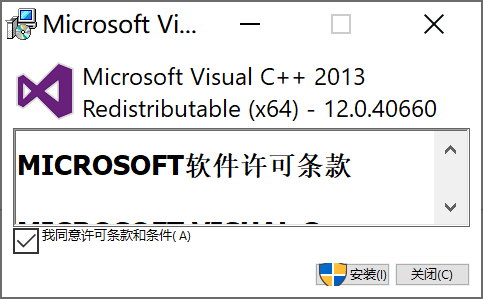 Microsoft Vi...
Microsoft Visual C++ 2013
Redistributable (x64) - 12.0.40660
MICROSOFT软件许可条款
我同意许可条款和条件(A)
安装(I)
关闭(C)